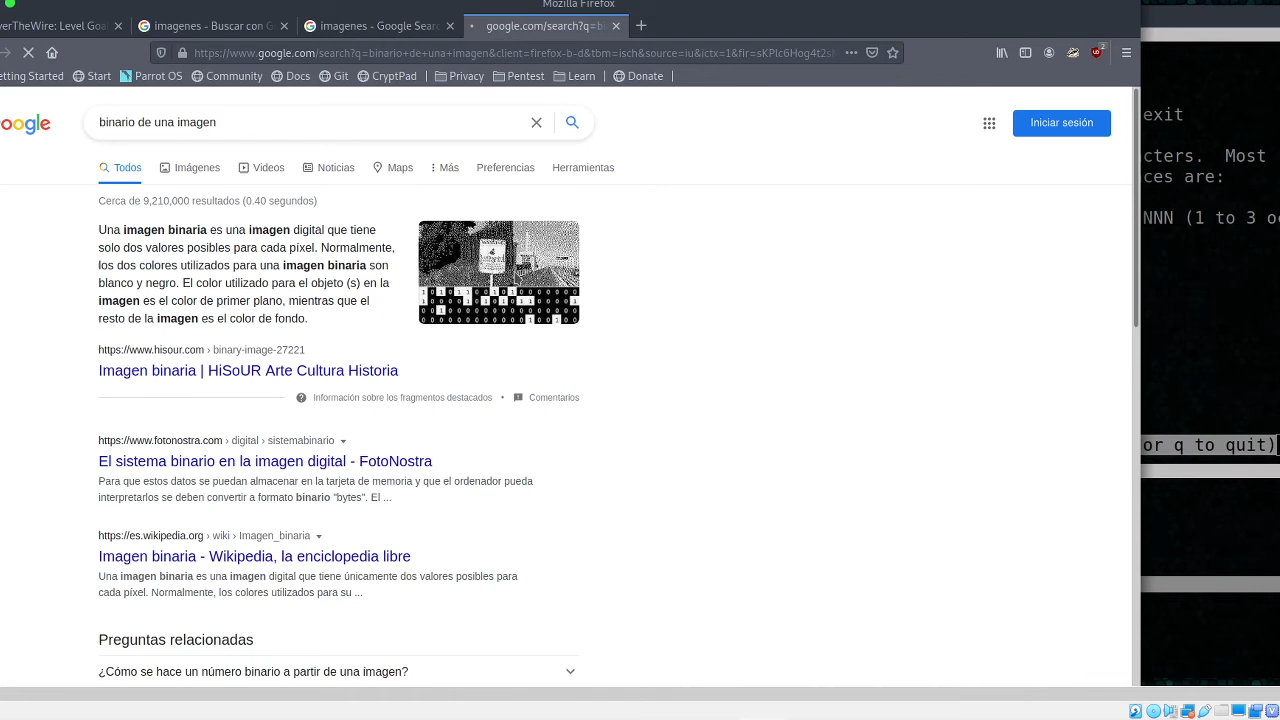 Mozilla Firefox
verTheWire: Level Goal
imagenes - Buscar con G
imagenes - Google Sear
google.com/search?q=bi
https://www.google.com/search?q=binario+de+una+imagen&client=firefox-b-d&tbm=isch&source=iu&ictx=1&fir=sKPlc6Hog4t2s
2
etting Started
Start
Parrot OS
Community
Docs
Git
CryptPad
Privacy
Pentest
Learn
Donate
oogle
binario de una imagen
Iniciar sesión
Todos
Imágenes
Videos
Noticias
Maps
Más
Preferencias
Herramientas
Cerca de 9,210,000 resultados (0.40 segundos)
Una imagen binaria es una imagen digital que tiene
solo dos valores posibles para cada píxel. Normalmente,
los dos colores utilizados para una imagen binaria son
blanco y negro. El color utilizado para el objeto (s) en la
imagen es el color de primer plano, mientras que el
resto de la imagen es el color de fondo.
https://www.hisour.com › binary-image-27221
Imagen binaria | HiSoUR Arte Cultura Historia
Información sobre los fragmentos destacados • Comentarios
https://www.fotonostra.com › digital › sistemabinario
El sistema binario en la imagen digital - FotoNostra
Para que estos datos se puedan almacenar en la tarjeta de memoria y que el ordenador pueda
interpretarlos se deben convertir a formato binario "bytes". El ...
https://es.wikipedia.org › wiki › Imagen_binaria
Imagen binaria - Wikipedia, la enciclopedia libre
Una imagen binaria es una imagen digital que tiene únicamente dos valores posibles para
cada píxel. Normalmente, los colores utilizados para su ...
Preguntas relacionadas
¿Cómo se hace un número binario a partir de una imagen?
exit
cters. Most
ces are:
NNN (1 to 3 oc
or q to quit)